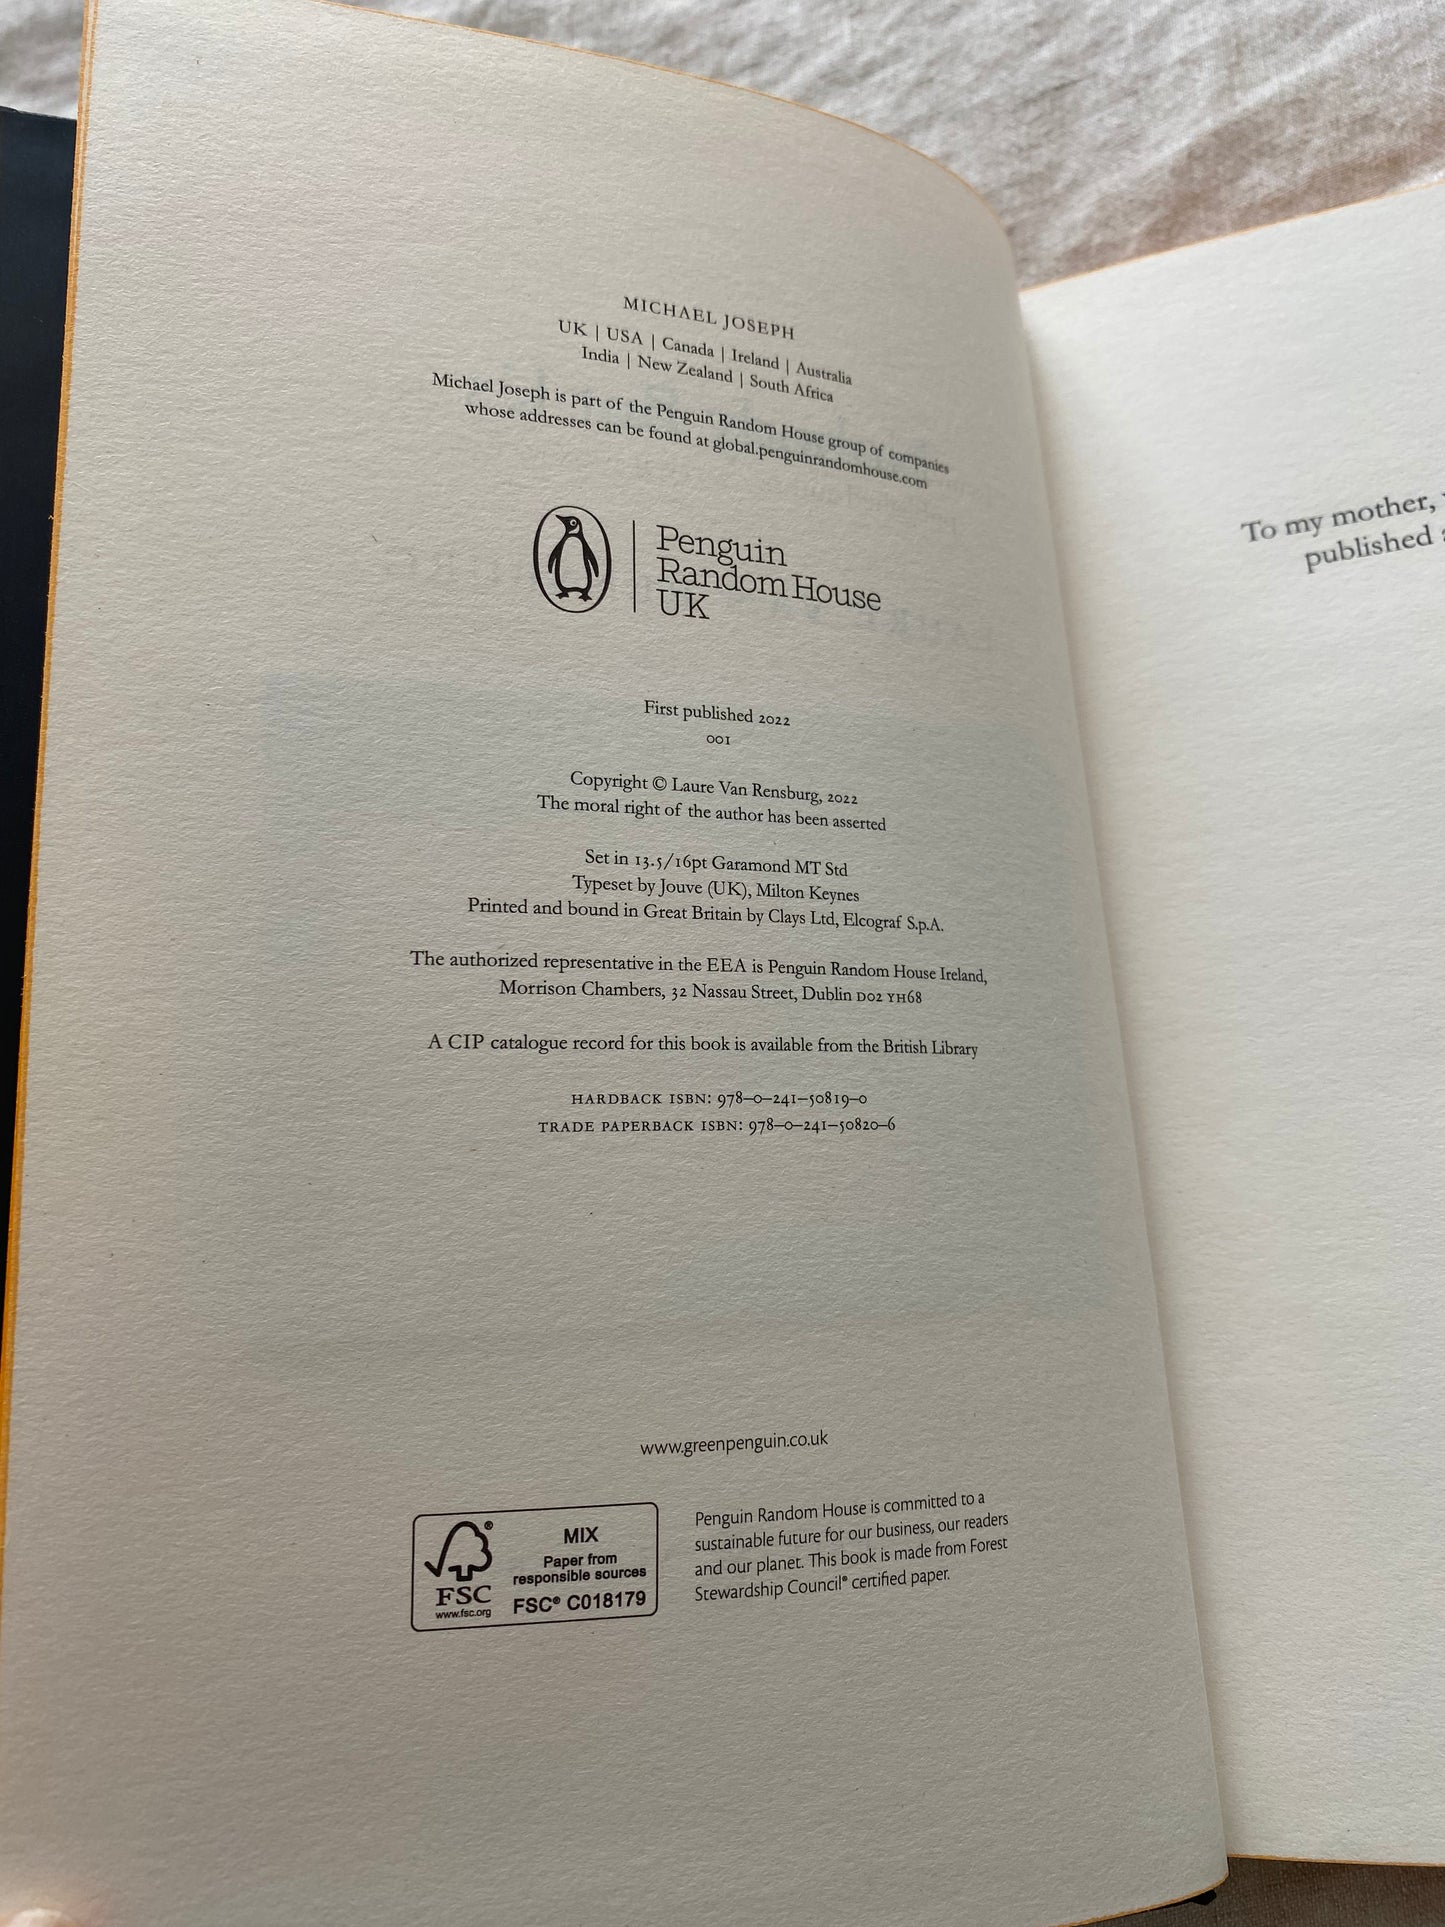 MICHAEL JOSEPH
UK | USA | Canada | Ireland | Australia
India | New Zealand | South Africa
Michael Joseph is part of the Penguin Random House group of companies
whose addresses can be found at global.penguinrandomhouse.com
Penguin
Random House
UK
First published 2022
001
Copyright © Laure Van Rensburg, 2022
The moral right of the author has been asserted
Set in 13.5/16pt Garamond MT Std
Typeset by Jouve (UK), Milton Keynes
Printed and bound in Great Britain by Clays Ltd, Elcograf S.p.A.
The authorized representative in the EEA is Penguin Random House Ireland,
Morrison Chambers, 32 Nassau Street, Dublin D02 YH68
A CIP catalogue record for this book is available from the British Library
HARDBACK ISBN: 978–0–241–50819–0
TRADE PAPERBACK ISBN: 978–0–241–50820–6
www.greenpenguin.co.uk
FSC
www.fsc.org
MIX
Paper from
responsible sources
FSC® C018179
Penguin Random House is committed to a
sustainable future for our business, our readers
and our planet. This book is made from Forest
Stewardship Council® certified paper.
To my mother,
published